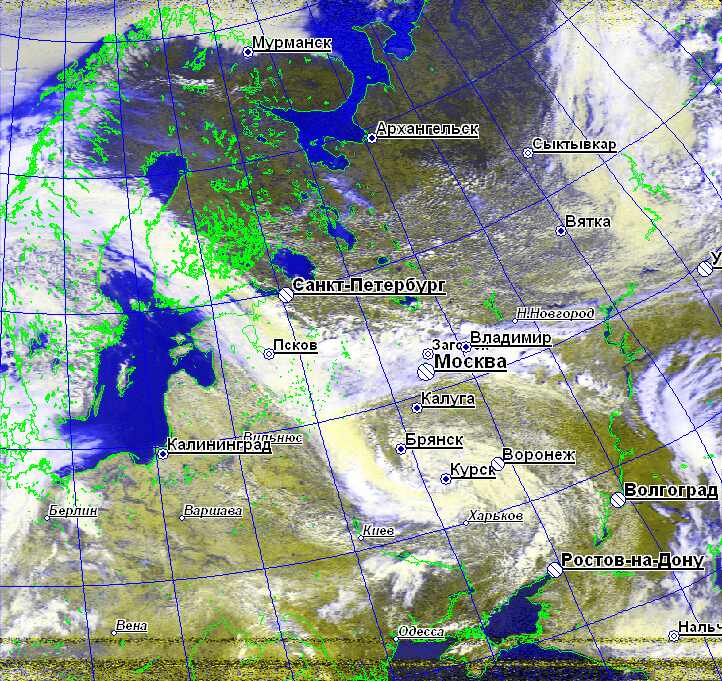 Мурманск
Архангельск
Сыктывкар
Вятка
Санкт-Петербург
Н.Новгород
Псков
Владимир
Москва
Калуга
Вильнюс
Калининград
Брянск
Воронеж
Курск
Волгоград
Берлин
Варшава
Харьков
Киев
Ростов-на-Дону
Вена
Одесса